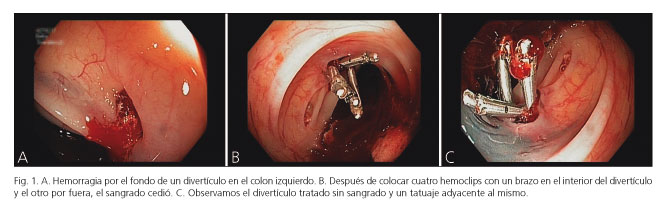 A
B
C
Fig. 1. A. Hemorragia por el fondo de un divertículo en el colon izquierdo. B. Después de colocar cuatro hemoclips con un brazo en el interior del divertículo
y el otro por fuera, el sangrado cedió. C. Observamos el divertículo tratado sin sangrado y un tatuaje adyacente al mismo.